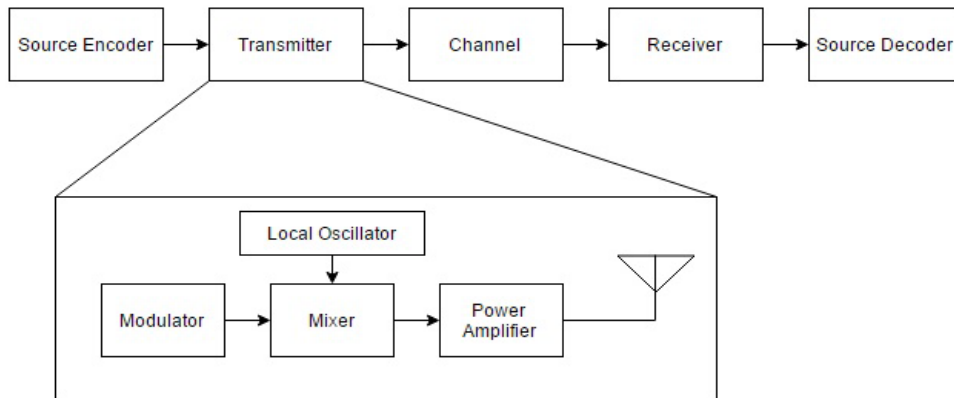 Source Encoder
Transmitter
Channel
Receiver
Source Decoder
Local Oscillator
Modulator
Mixer
Power
Amplifier